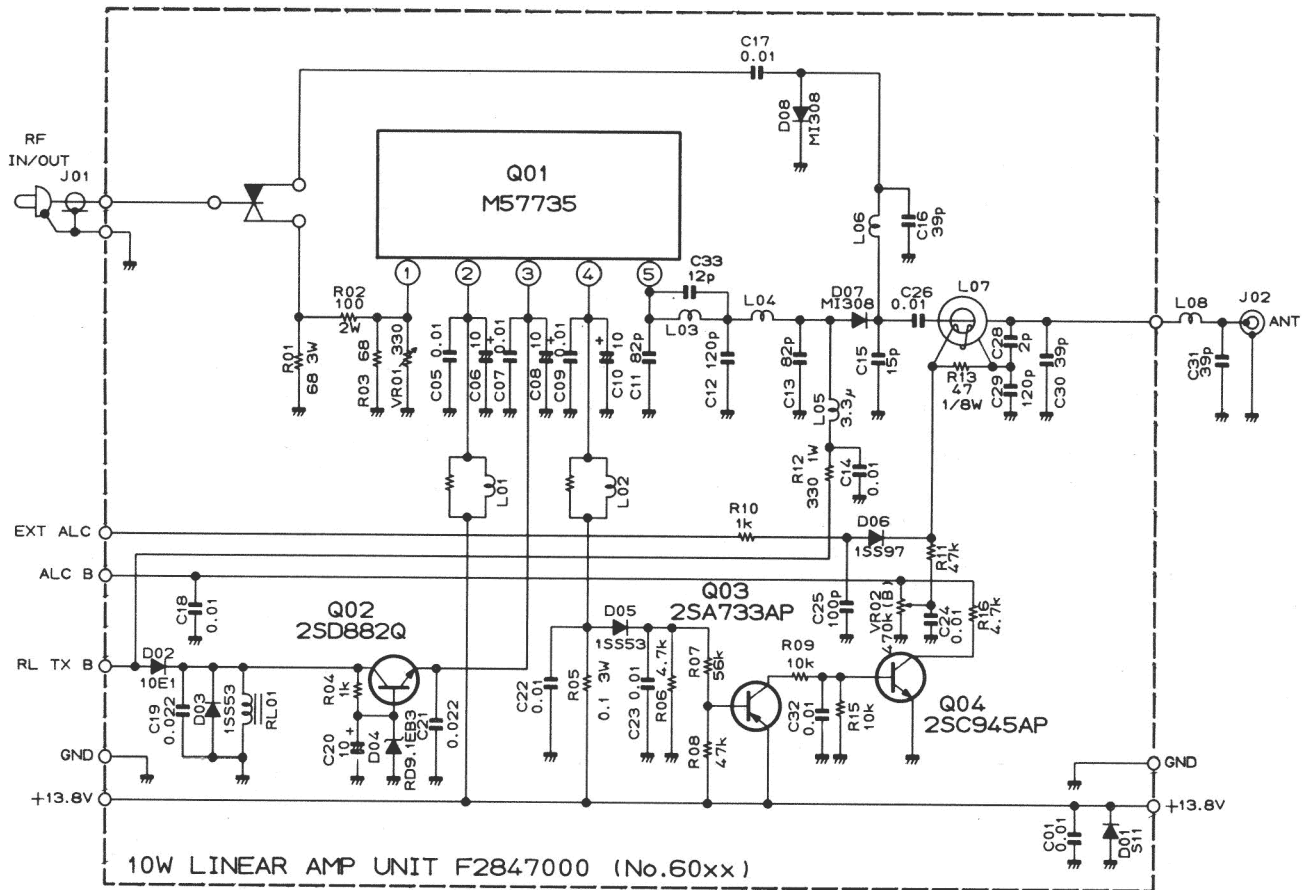 C17
0.01
D08
MI308
RF
IN/OUT
J01
Q01
M57735
L06
C16
39p
1
2
3
4
5
C33
12p
R02
100
2W
R01
68 3W
R03 68
VR01 330
C05 0.01
C06 10
+
C07 0.01
C08 10
+
C09 0.01
C10 10
+
C11 82p
L03
C12 120p
L04
C13 82p
D07
MI308
C15
15p
C26
0.01
L07
R13
47
1/8W
C28
2p
C29
120p
C30 39p
L08
J02
ANT
C31
39p
L05
3.3μ
R12
330 1W
C14
0.01
L01
L02
EXT ALC
R10
1k
D06
1SS97
R11
47k
ALC B
C18
0.01
Q02
2SD882Q
Q03
2SA733AP
C25
100p
VR02
470k(B)
C24
0.01
R16
4.7k
RL TX B
D02
10E1
C19
0.022
D03
1SS53
RL01
R04
1k
C20
10 +
D04
RD9.1EB3
C21
0.022
C22
0.01
D05
1SS53
R05
0.1 3W
C23 0.01
R06 4.7k
R07
56k
R08
47k
R09
10k
C32
0.01
R15
10k
Q04
2SC945AP
GND
+13.8V
GND
+13.8V
C01
0.01
D01
S11
10W LINEAR AMP UNIT F2847000 (No.60xx)